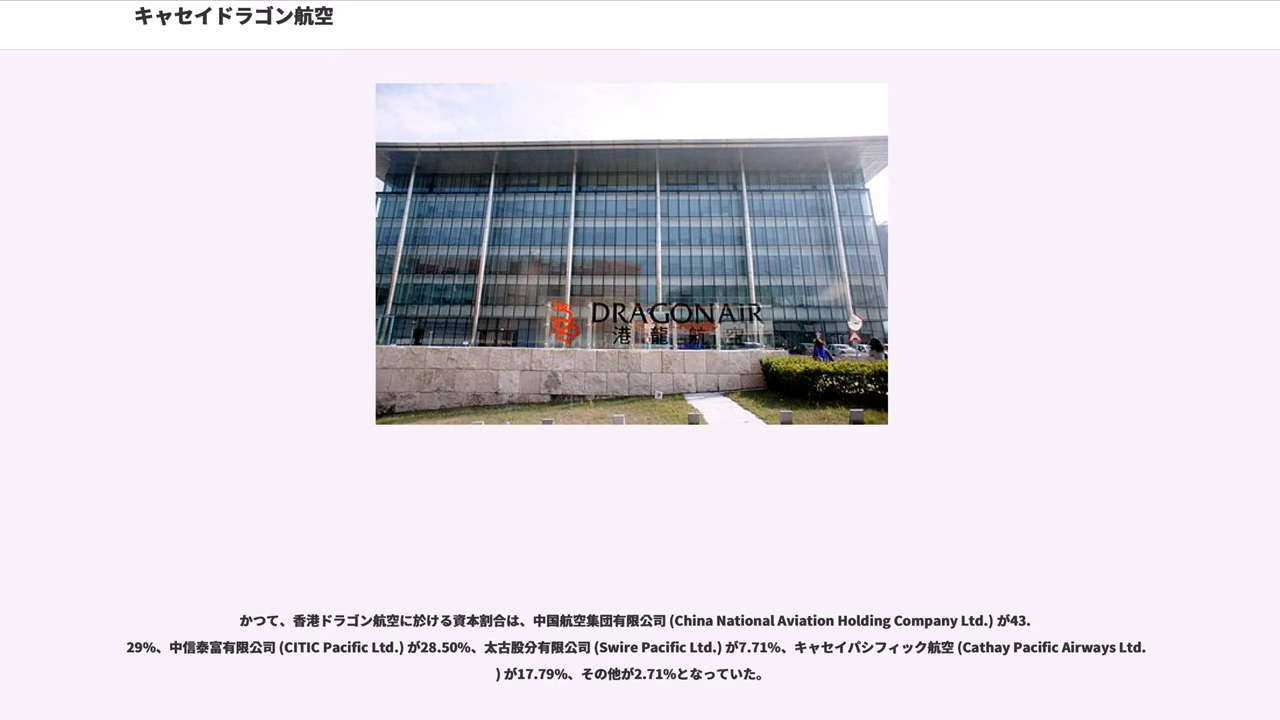 キャセイドラゴン航空
DRAGONAIR
港龍航空
かつて、香港ドラゴン航空に於ける資本割合は、中国航空集団有限公司 (China National Aviation Holding Company Ltd.) が43.
29%、中信泰富有限公司 (CITIC Pacific Ltd.) が28.50%、太古股分有限公司 (Swire Pacific Ltd.) が7.71%、キャセイパシフィック航空 (Cathay Pacific Airways Ltd.
) が17.79%、その他が2.71%となっていた。